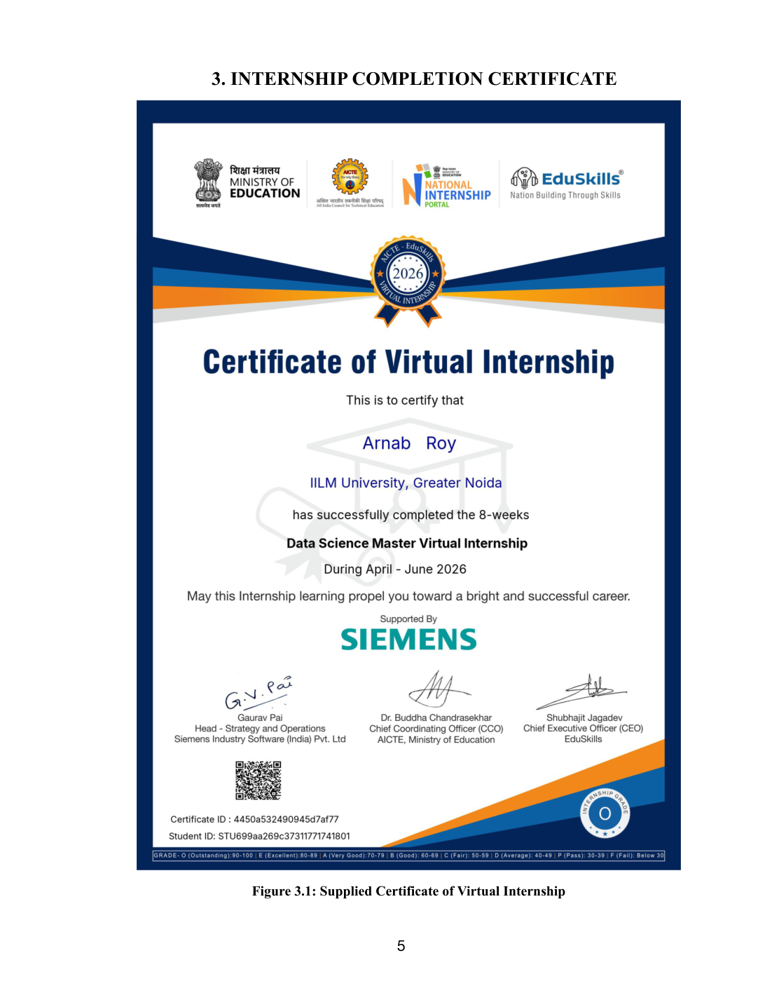 3. INTERNSHIP COMPLETION CERTIFICATE
शिक्षा मंत्रालय
MINISTRY OF
EDUCATION
सत्यमेव जयते
AICTE
अखिल भारतीय तकनीकी शिक्षा परिषद्
All India Council for Technical Education
शिक्षा मंत्रालय
MINISTRY OF
EDUCATION
NATIONAL
INTERNSHIP
PORTAL
EduSkills®
Nation Building Through Skills
AICTE - EduSkills
2026
VIRTUAL INTERNSHIP
Certificate of Virtual Internship
This is to certify that
Arnab Roy
IILM University, Greater Noida
has successfully completed the 8-weeks
Data Science Master Virtual Internship
During April - June 2026
May this Internship learning propel you toward a bright and successful career.
Supported By
SIEMENS
G.V. Pai
Gaurav Pai
Head - Strategy and Operations
Siemens Industry Software (India) Pvt. Ltd
Dr. Buddha Chandrasekhar
Chief Coordinating Officer (CCO)
AICTE, Ministry of Education
Shubhajit Jagadev
Chief Executive Officer (CEO)
EduSkills
INTERNSHIP GRADE
O
Certificate ID : 4450a532490945d7af77
Student ID: STU699aa269c37311771741801
GRADE- O (Outstanding):90-100 | E (Excellent):80-89 | A (Very Good):70-79 | B (Good): 60-69 | C (Fair): 50-59 | D (Average): 40-49 | P (Pass): 30-39 | F (Fail): Below 30
Figure 3.1: Supplied Certificate of Virtual Internship
5